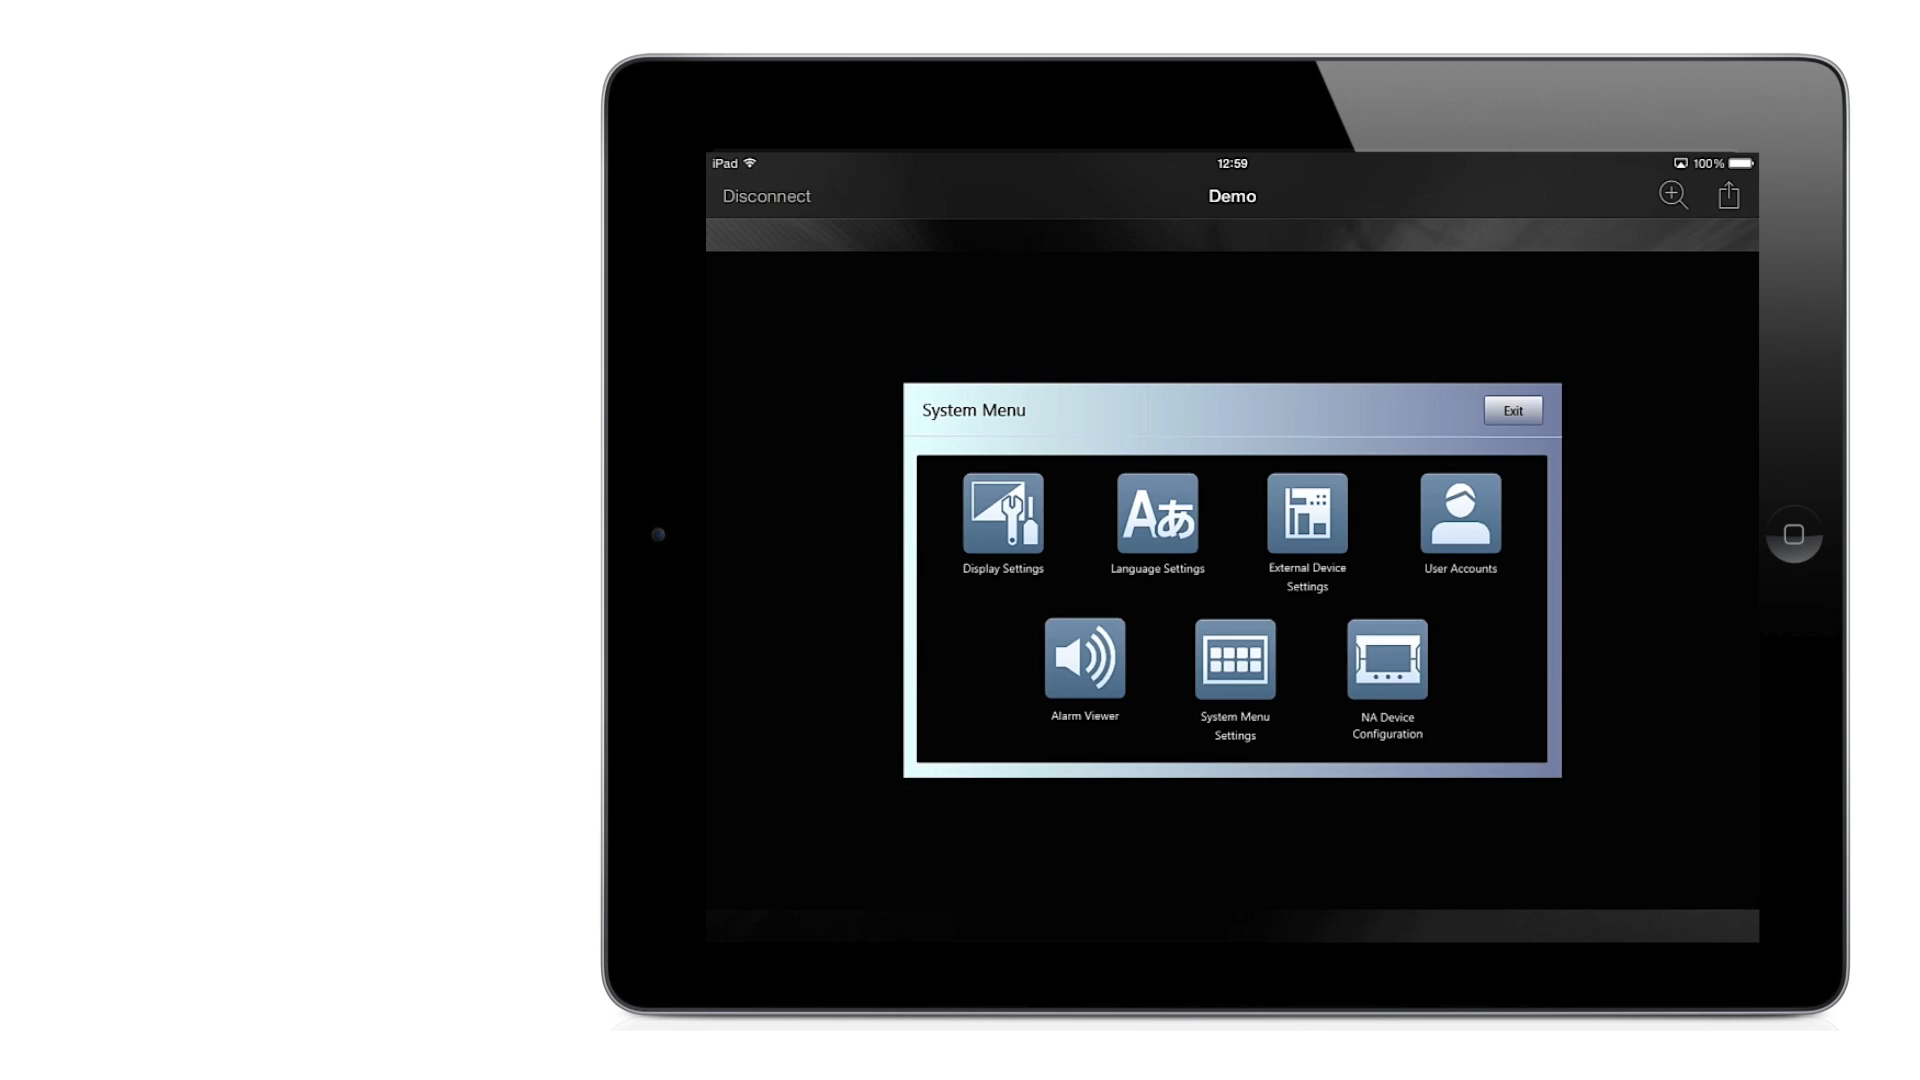 iPad
12:59
100%
Disconnect
Demo
System Menu
Exit
Aあ
Display Settings
Language Settings
External Device
Settings
User Accounts
Alarm Viewer
System Menu
Settings
NA Device
Configuration